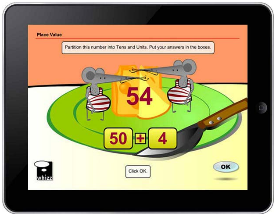 Place Value
Partition this number into Tens and Units. Put your answers in the boxes.
54
50 + 4
Click OK.
OK
whizz